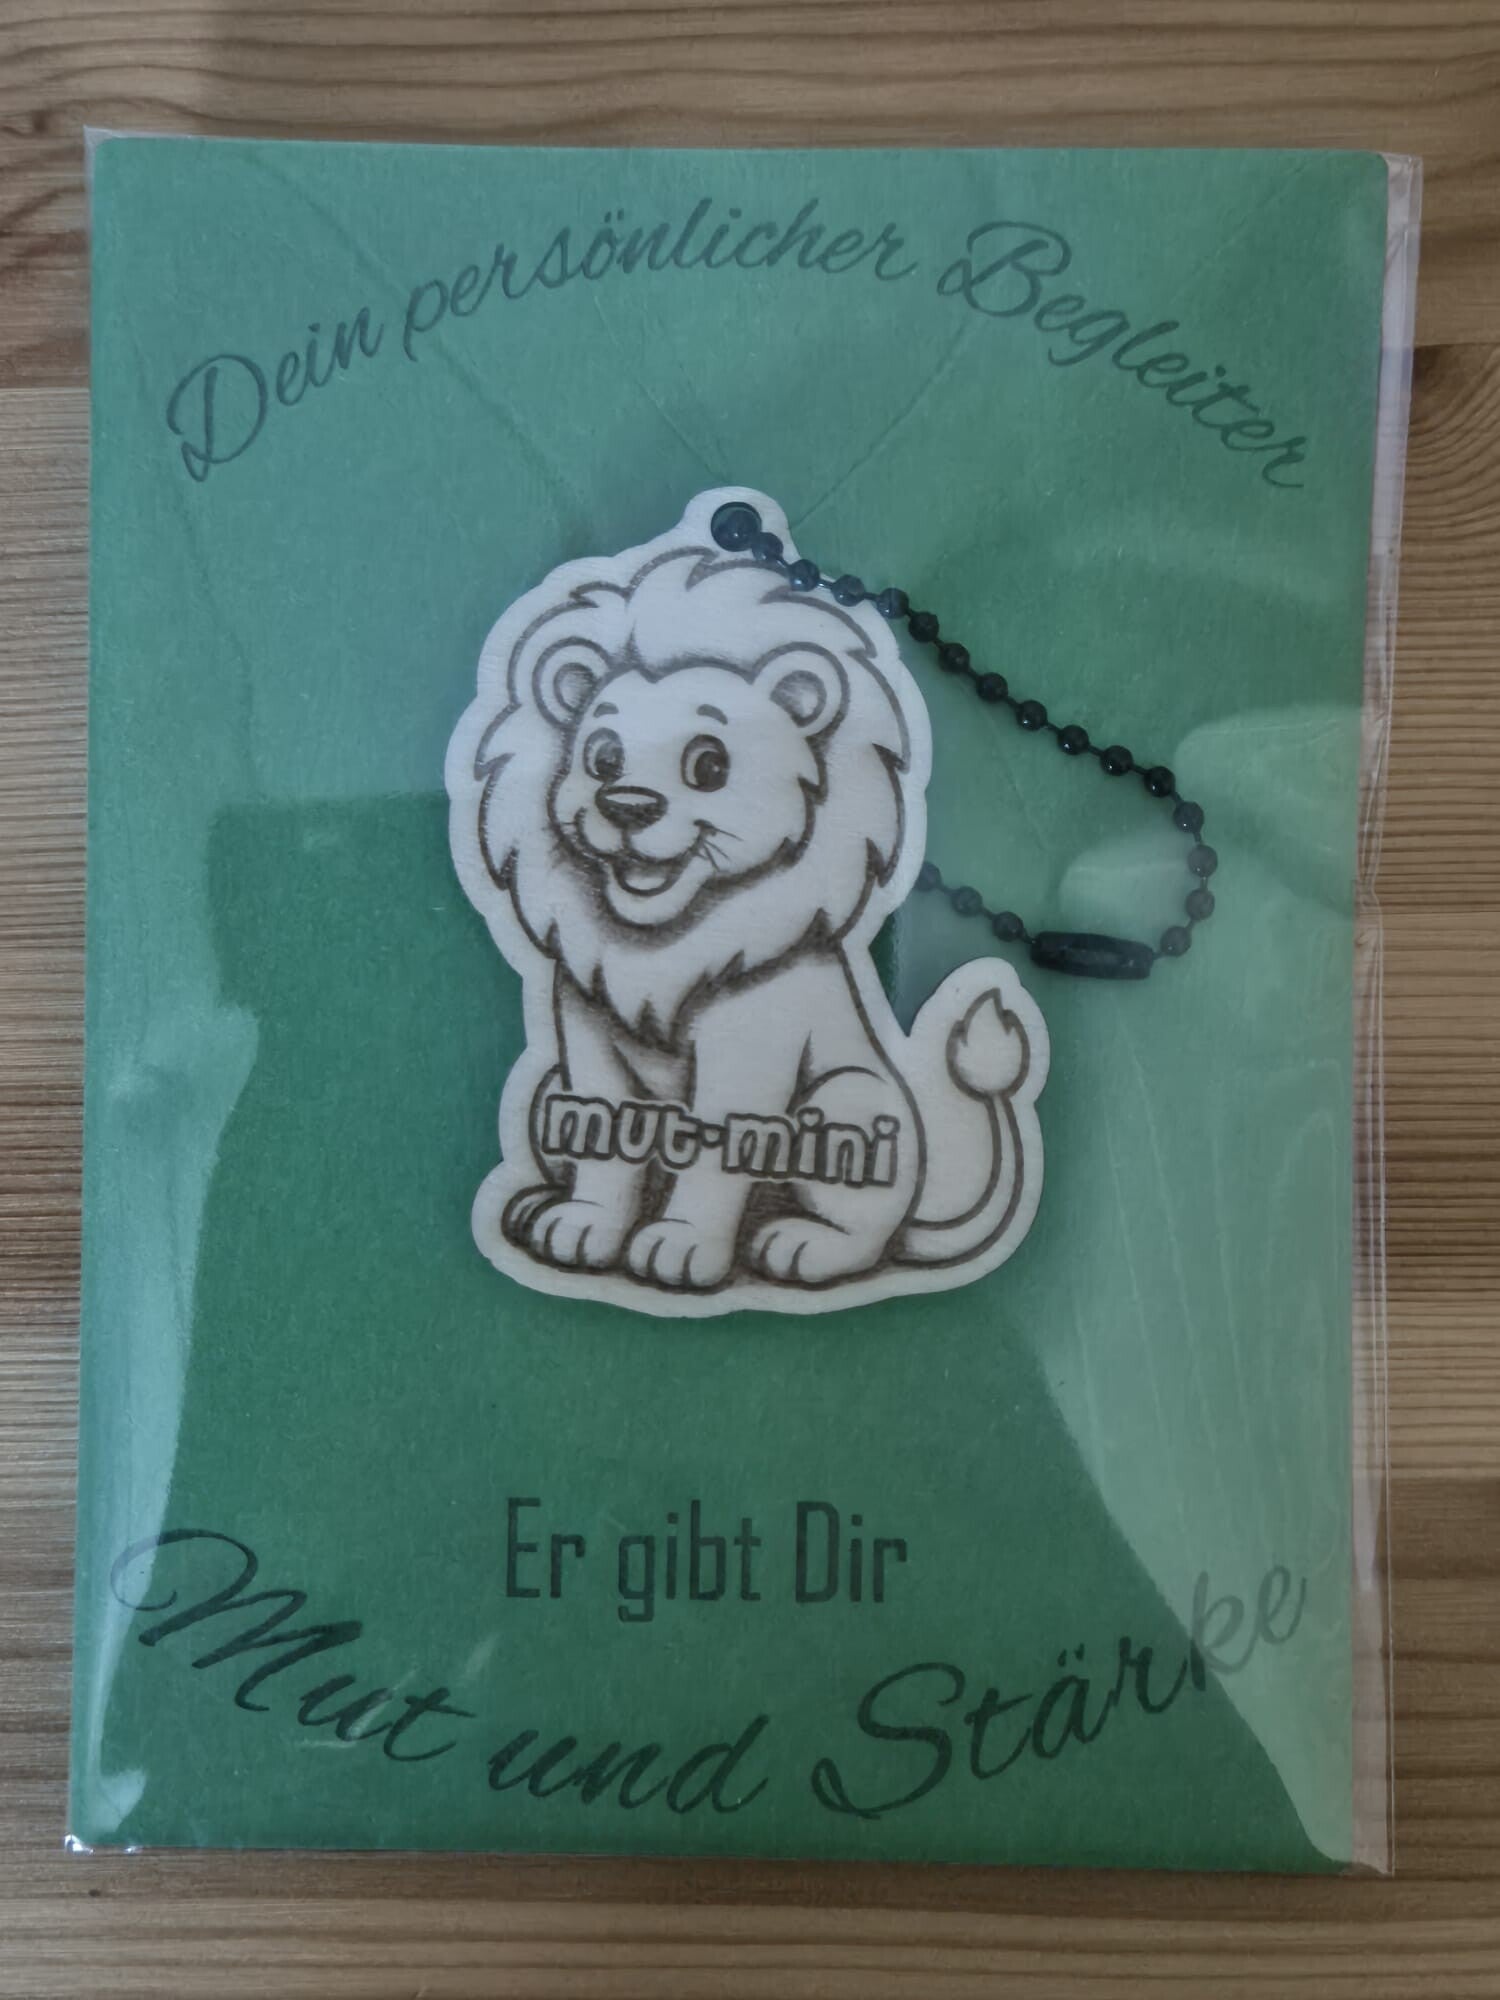 Dein persönlicher Begleiter
mut-mini
Er gibt Dir
Mut und Stärke